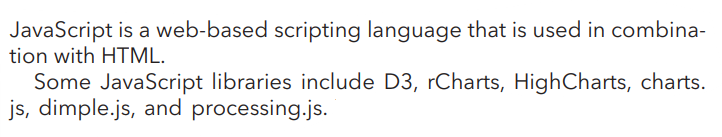 JavaScript is a web-based scripting language that is used in combina-
tion with HTML.
Some JavaScript libraries include D3, rCharts, HighCharts, charts.
js, dimple.js, and processing.js.